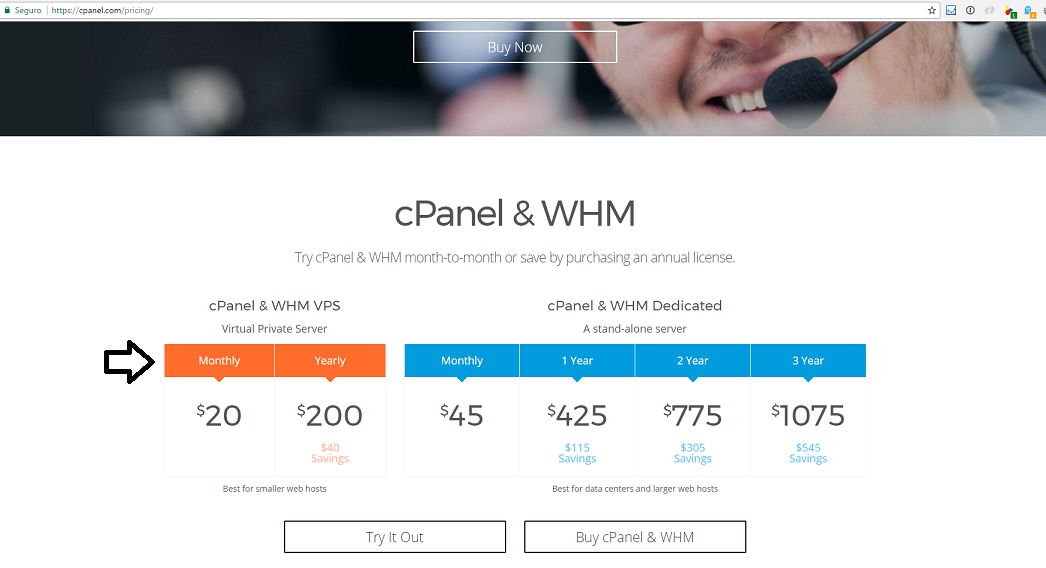 Seguro https://cpanel.com/pricing/
Buy Now
cPanel & WHM
Try cPanel & WHM month-to-month or save by purchasing an annual license.
cPanel & WHM VPS
Virtual Private Server
Monthly Yearly
$20 $200
$40
Savings
Best for smaller web hosts
cPanel & WHM Dedicated
A stand-alone server
Monthly 1 Year 2 Year 3 Year
$45 $425 $775 $1075
$115 $305 $545
Savings Savings Savings
Best for data centers and larger web hosts
Try It Out Buy cPanel & WHM